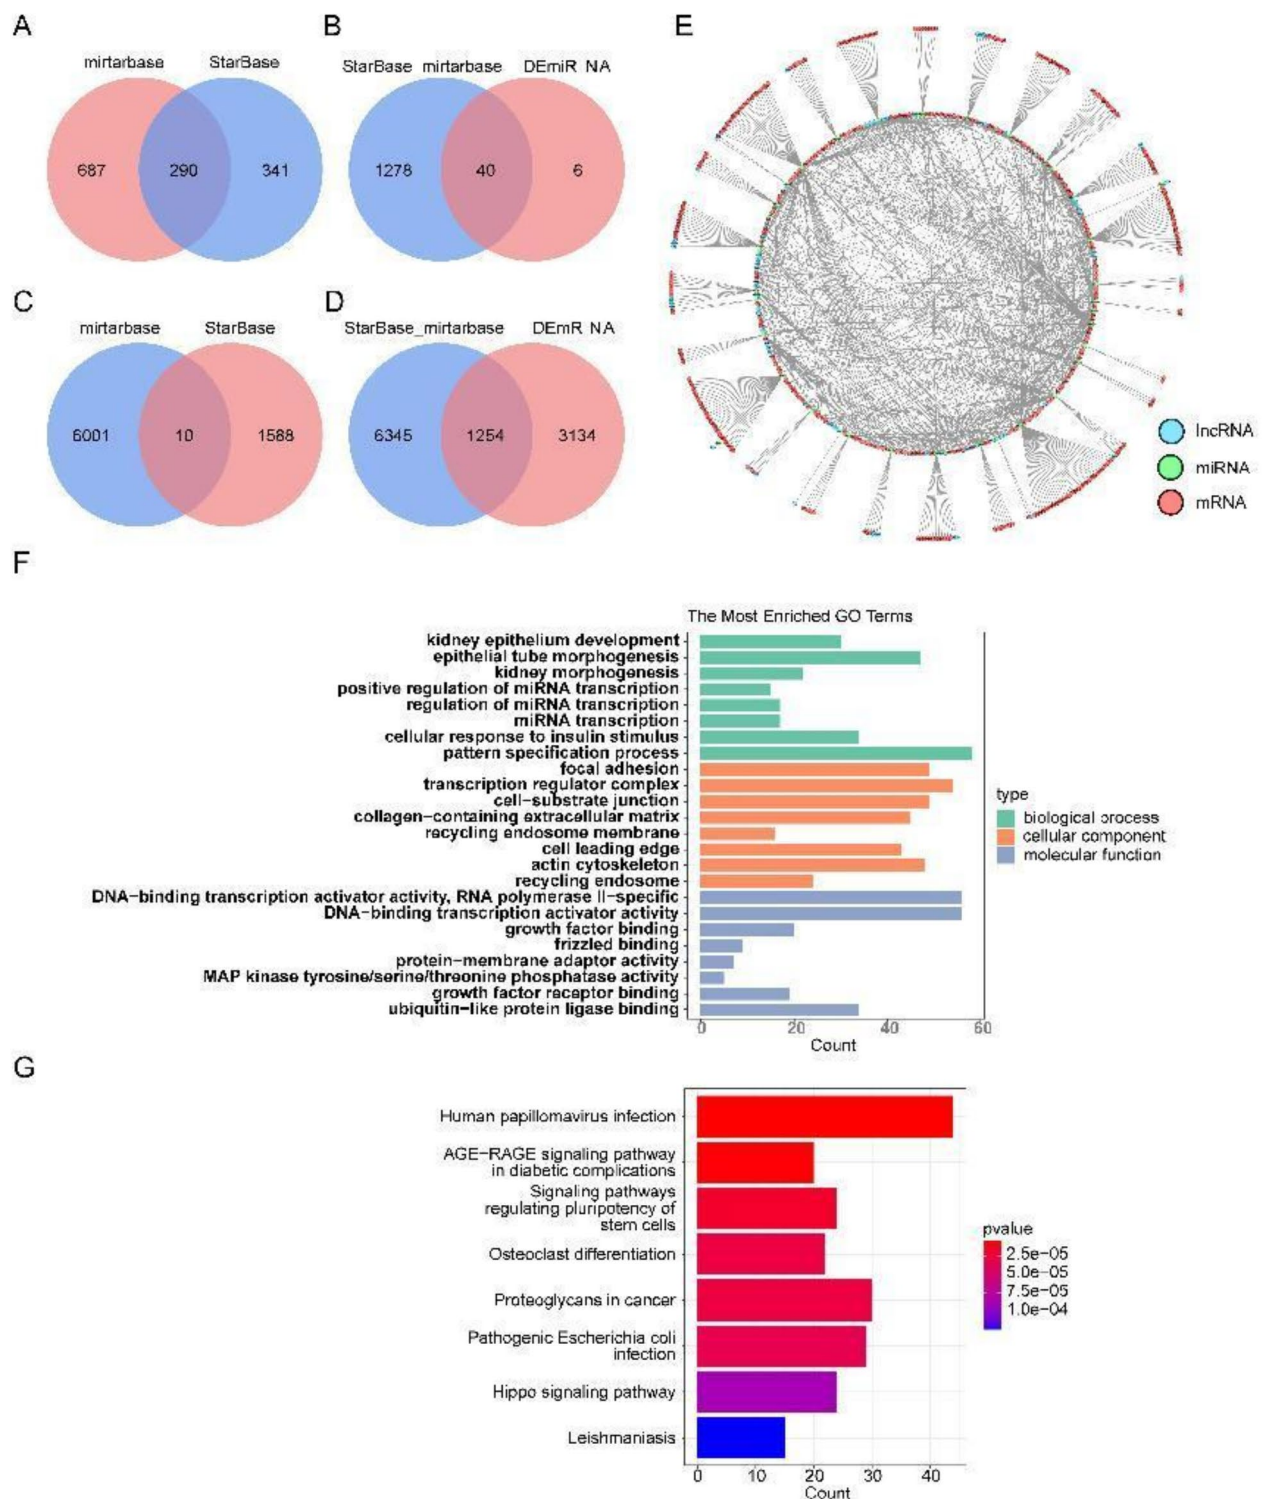 A
mirtarbase
StarBase
687
290
341
B
StarBase_mirtarbase
DEmiR_NA
1278
40
6
C
mirtarbase
StarBase
6001
10
1588
D
StarBase_mirtarbase
DEmR_NA
6345
1254
3134
E
lncRNA
miRNA
mRNA
F
The Most Enriched GO Terms
kidney epithelium development
epithelial tube morphogenesis
kidney morphogenesis
positive regulation of miRNA transcription
regulation of miRNA transcription
miRNA transcription
cellular response to insulin stimulus
pattern specification process
focal adhesion
transcription regulator complex
cell-substrate junction
collagen-containing extracellular matrix
recycling endosome membrane
cell leading edge
actin cytoskeleton
recycling endosome
DNA-binding transcription activator activity, RNA polymerase II-specific
DNA-binding transcription activator activity
growth factor binding
frizzled binding
protein-membrane adaptor activity
MAP kinase tyrosine/serine/threonine phosphatase activity
growth factor receptor binding
ubiquitin-like protein ligase binding
0 20 40 60
Count
type
biological process
cellular component
molecular function
G
Human papillomavirus infection
AGE-RAGE signaling pathway
in diabetic complications
Signaling pathways
regulating pluripotency of
stem cells
Osteoclast differentiation
Proteoglycans in cancer
Pathogenic Escherichia coli
infection
Hippo signaling pathway
Leishmaniasis
0 10 20 30 40
Count
pvalue
2.5e-05
5.0e-05
7.5e-05
1.0e-04